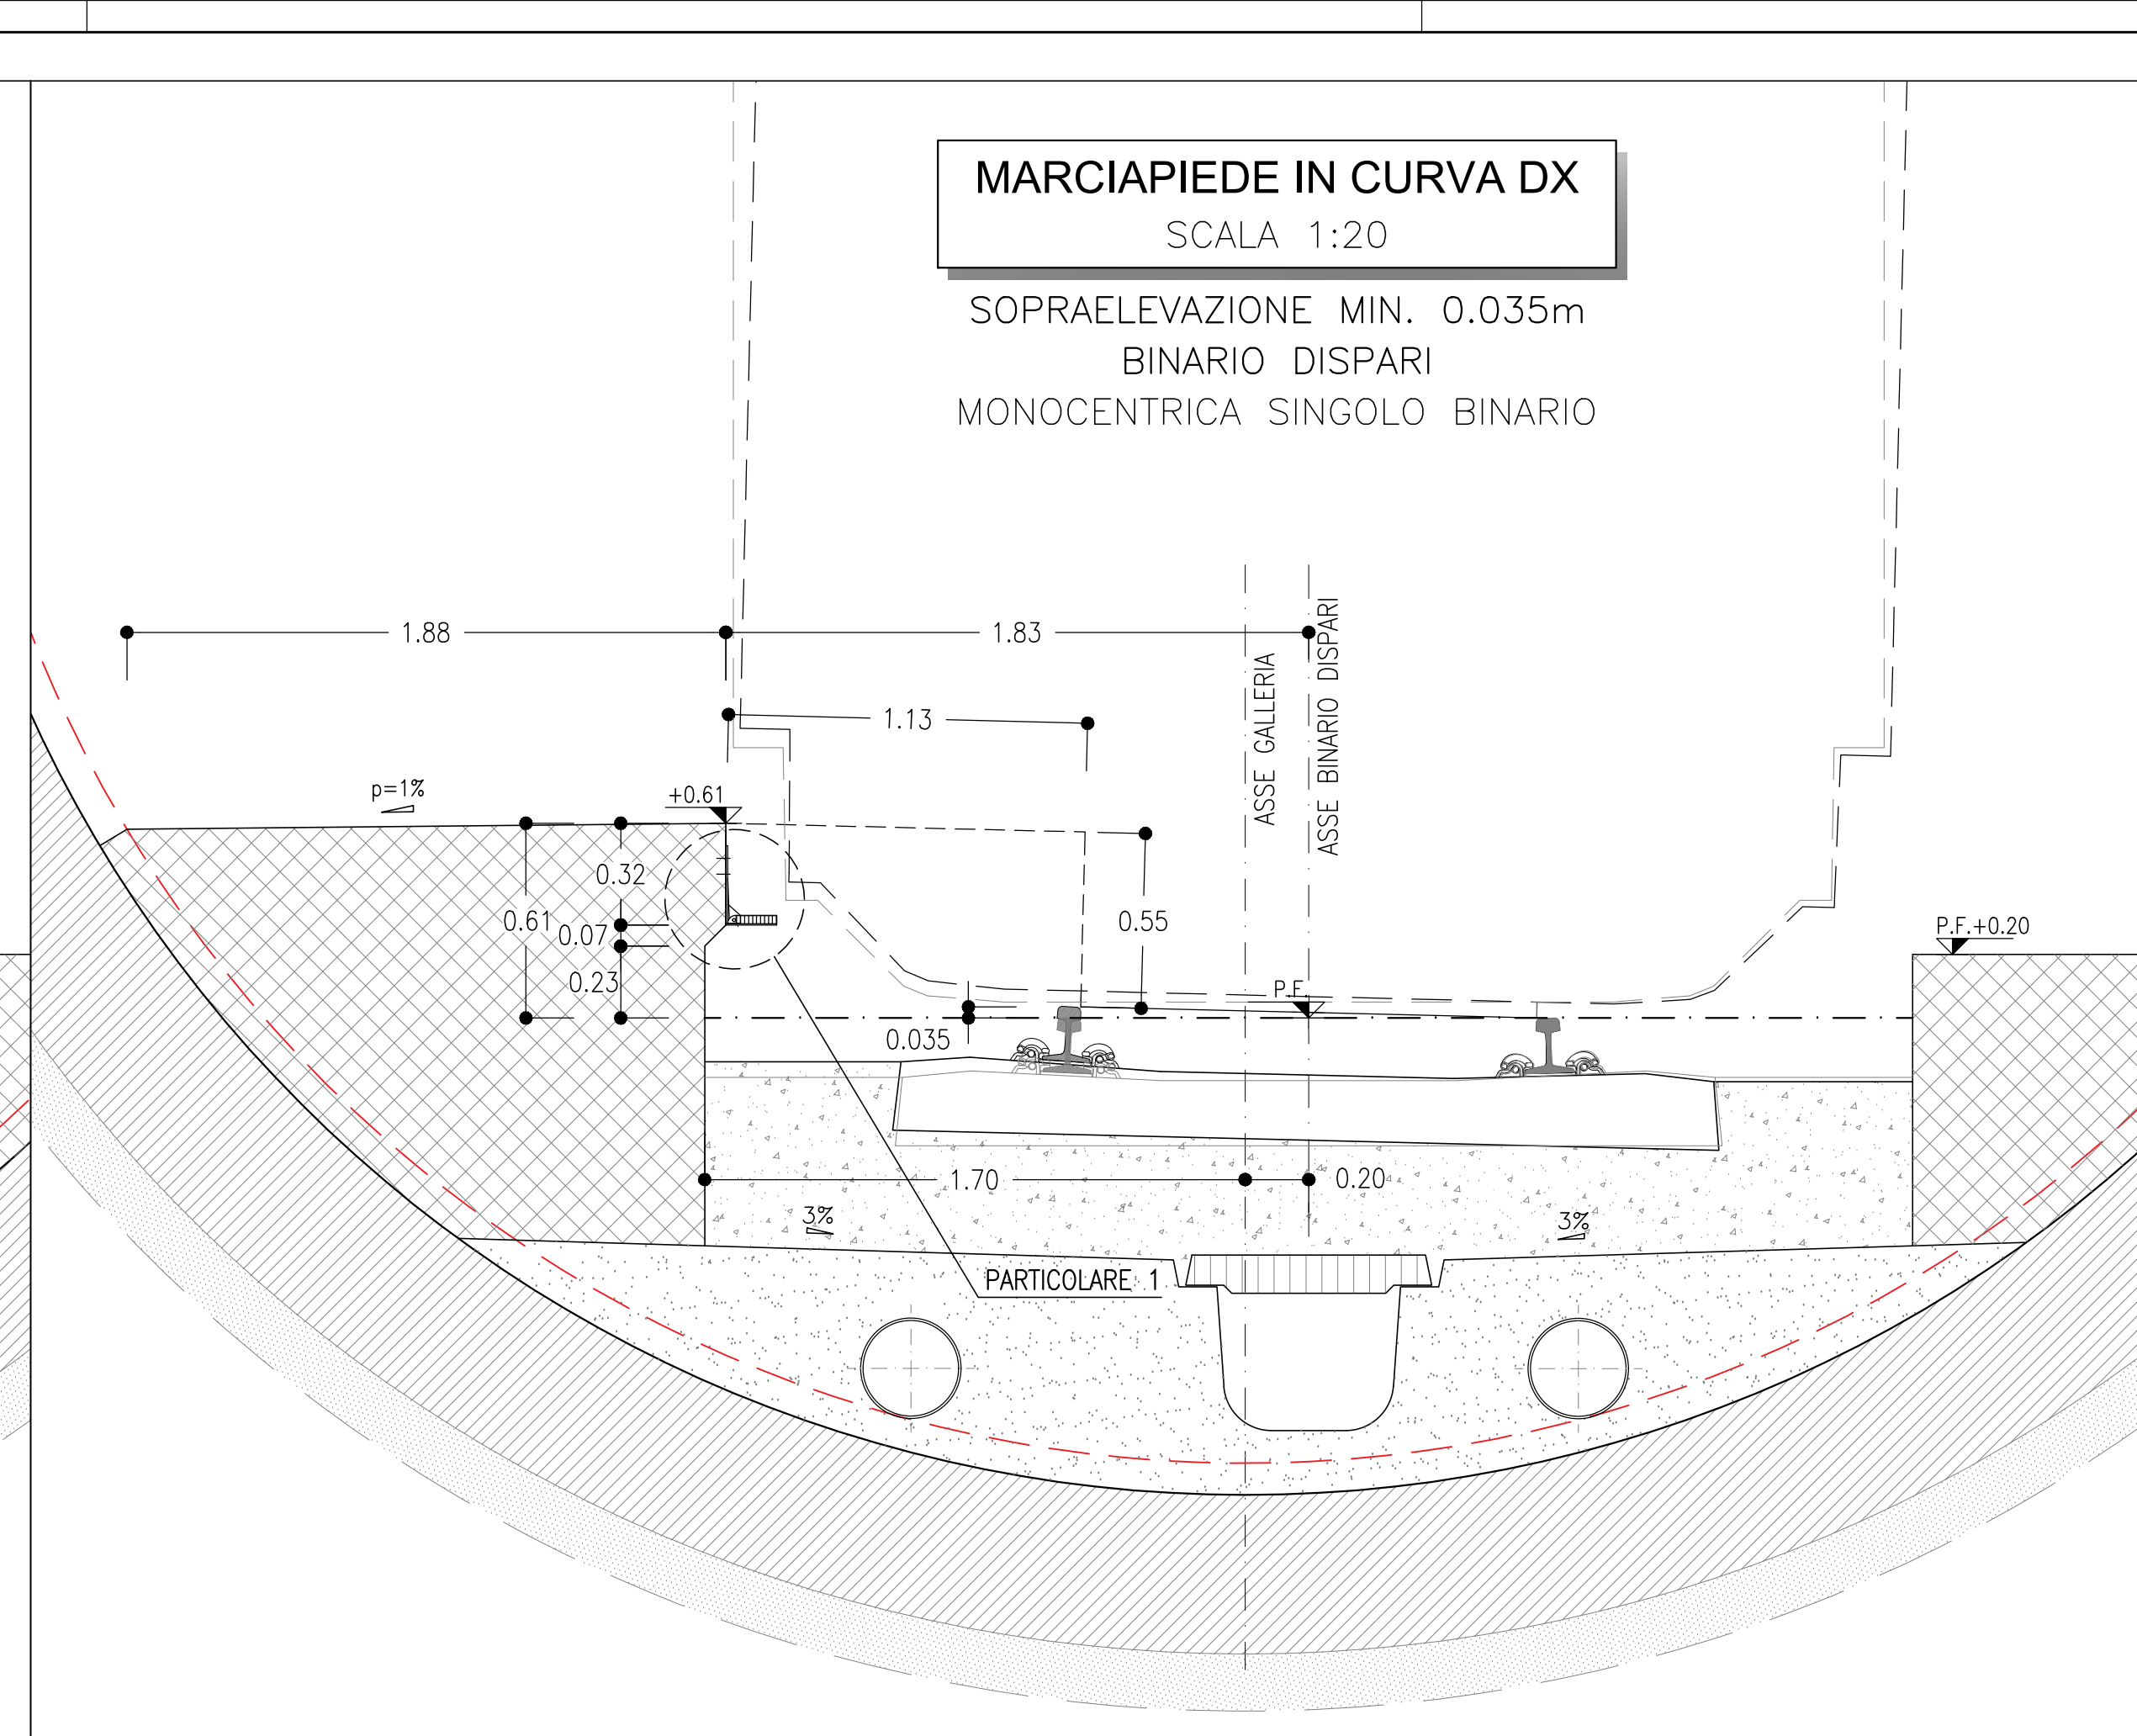 MARCIAPIEDE IN CURVA DX
SCALA 1:20
SOPRAELEVAZIONE MIN. 0.035m
BINARIO DISPARI
MONOCENTRICA SINGOLO BINARIO
1.88
1.83
ASSE GALLERIA
ASSE BINARIO DISPARI
1.13
p=1%
+0.61
0.32
0.61
0.07
0.23
0.55
P.F.
P.F.+0.20
0.035
1.70
0.20
3%
3%
PARTICOLARE 1